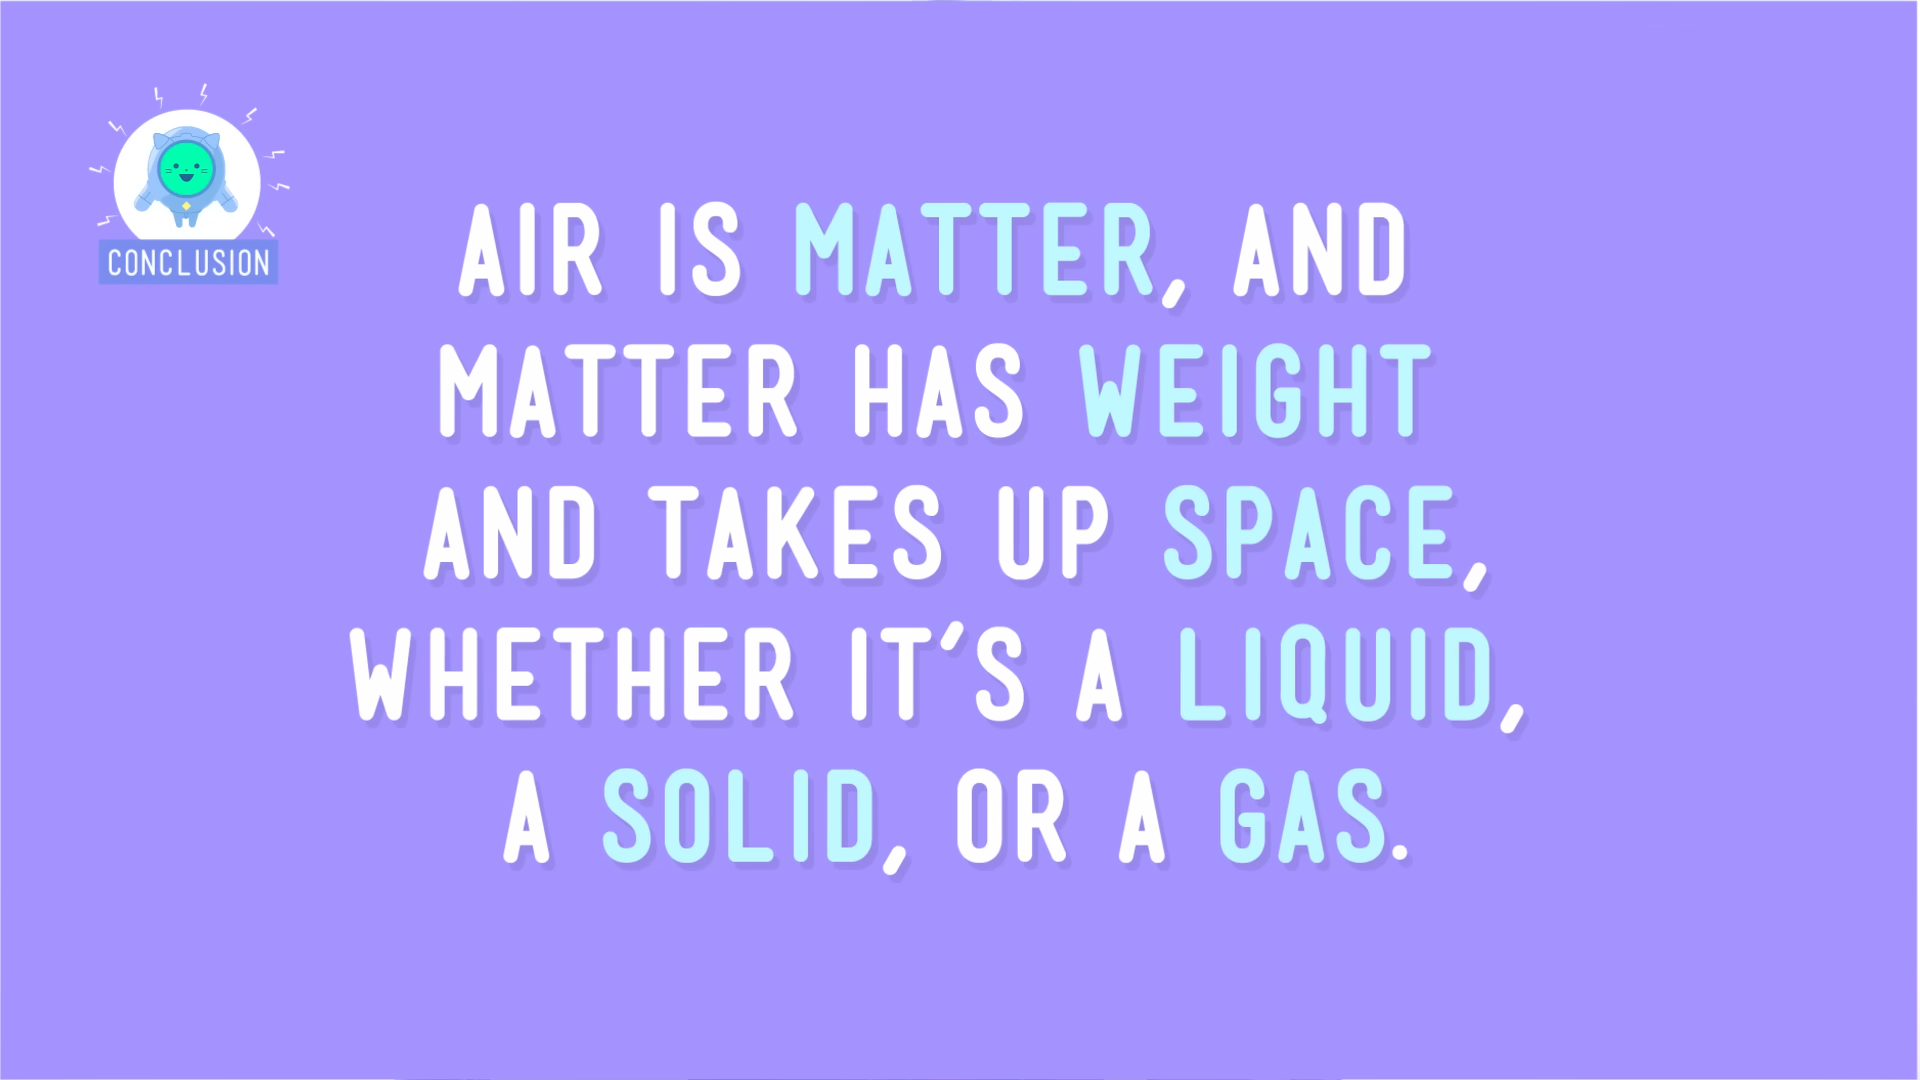 CONCLUSION
AIR IS MATTER, AND
MATTER HAS WEIGHT
AND TAKES UP SPACE,
WHETHER IT'S A LIQUID,
A SOLID, OR A GAS.